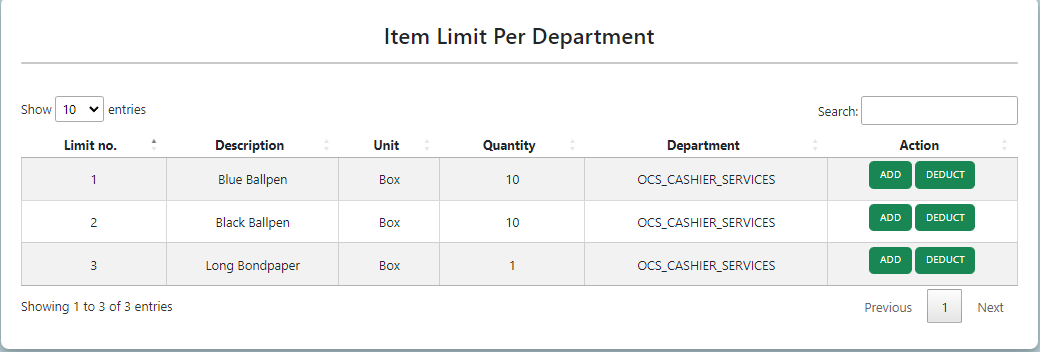 Item Limit Per Department
Show 10 entries Search:
Limit no. Description Unit Quantity Department Action
1 Blue Ballpen Box 10 OCS_CASHIER_SERVICES ADD DEDUCT
2 Black Ballpen Box 10 OCS_CASHIER_SERVICES ADD DEDUCT
3 Long Bondpaper Box 1 OCS_CASHIER_SERVICES ADD DEDUCT
Showing 1 to 3 of 3 entries Previous 1 Next